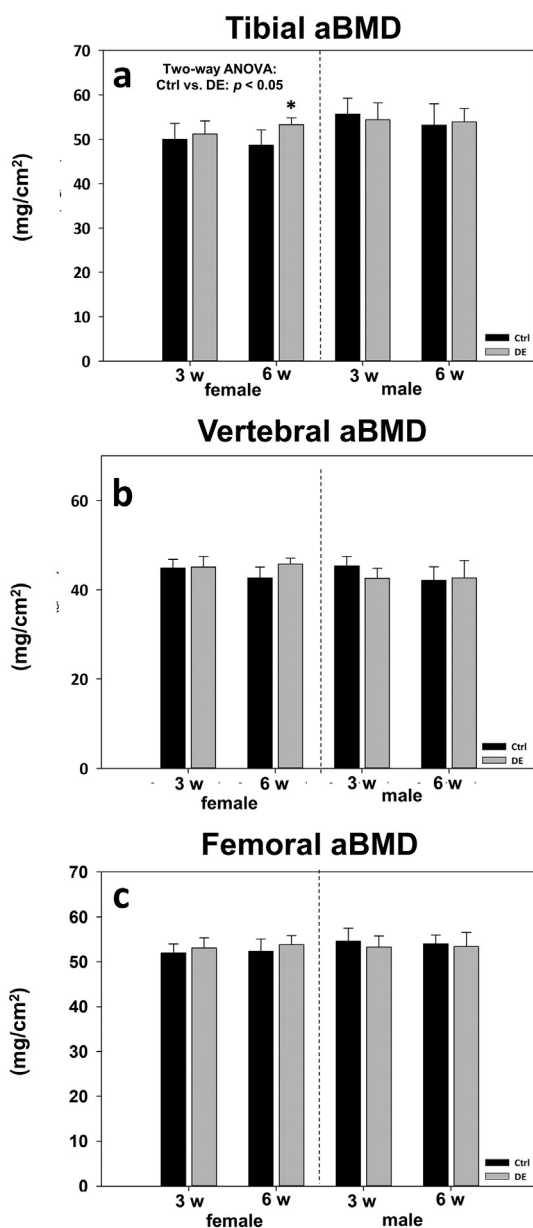 Tibial aBMD
a
Two-way ANOVA:
Ctrl vs. DE: p < 0.05
*
70
60
50
40
30
20
10
0
(mg/cm²)
Ctrl
DE
3 w
6 w
3 w
6 w
female
male
Vertebral aBMD
b
60
40
20
0
(mg/cm²)
Ctrl
DE
3 w
6 w
3 w
6 w
female
male
Femoral aBMD
c
70
60
50
40
30
20
10
0
(mg/cm²)
Ctrl
DE
3 w
6 w
3 w
6 w
female
male